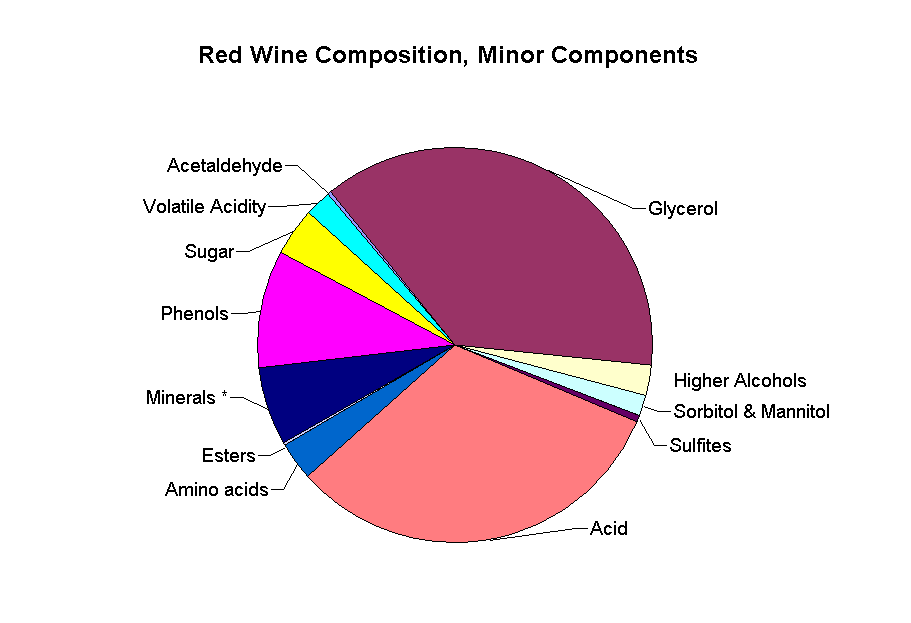 Red Wine Composition, Minor Components
Acetaldehyde
Volatile Acidity
Glycerol
Sugar
Phenols
Higher Alcohols
Minerals *
Sorbitol & Mannitol
Sulfites
Esters
Amino acids
Acid